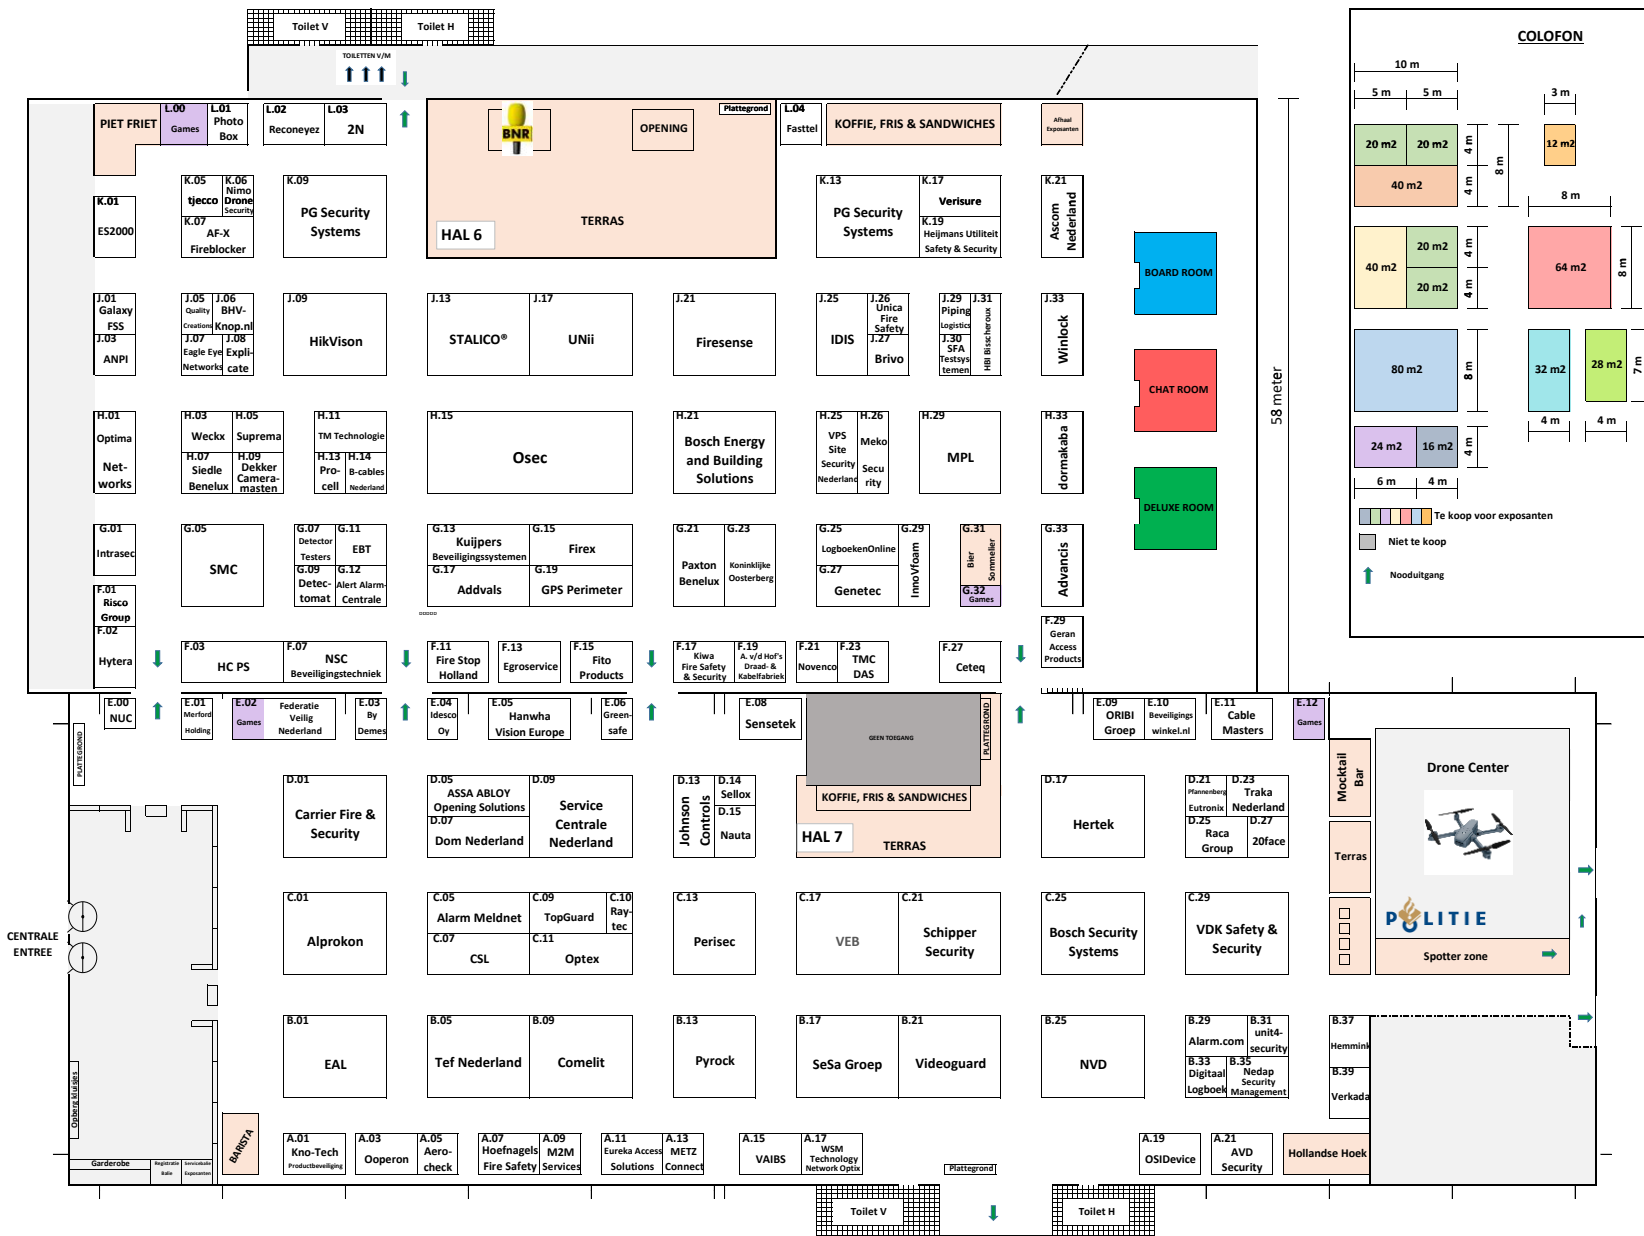 Toilet V
Toilet H
TOILETTEN V/M
PIET FRIET
L.00
Games
L.01
Photo
Box
L.02
Reconeyez
L.03
2N
BNR
OPENING
Plattegrond
TERRAS
HAL 6
L.04
Fasttel
KOFFIE, FRIS & SANDWICHES
Afhaal
Exposanten
K.01
ES2000
K.05
tjecco
K.06
Nimo
Drone
Security
K.07
AF-X
Fireblocker
K.09
PG Security
Systems
K.13
PG Security
Systems
K.17
Verisure
K.19
Heijmans Utiliteit
Safety & Security
K.21
Ascom
Nederland
BOARD ROOM
J.01
Galaxy
FSS
J.03
ANPI
J.05
Quality
Creations
J.06
BHV-
Knop.nl
J.07
Eagle Eye
Networks
J.08
Expli-
cate
J.09
HikVison
J.13
STALICO®
J.17
UNii
J.21
Firesense
J.25
IDIS
J.26
Unica
Fire
Safety
J.27
Brivo
J.29
Piping
Logistics
J.30
SFA
Testsys
temen
J.31
HBI Bisscheroux
J.33
Winlock
CHAT ROOM
58 meter
H.01
Optima
Net-
works
H.03
Weckx
H.05
Suprema
H.07
Siedle
Benelux
H.09
Dekker
Camera-
masten
H.11
TM Technologie
H.13
Pro-
cell
H.14
B-cables
Nederland
H.15
Osec
H.21
Bosch Energy
and Building
Solutions
H.25
VPS
Site
Security
Nederland
H.26
Meko
Secu
rity
H.29
MPL
H.33
dormakaba
DELUXE ROOM
G.01
Intrasec
G.05
SMC
G.07
Detector
Testers
G.09
Detec-
tomat
G.11
EBT
G.12
Alert Alarm-
Centrale
G.13
Kuijpers
Beveiligingssystemen
G.15
Firex
G.17
Addvals
G.19
GPS Perimeter
G.21
Paxton
Benelux
G.23
Koninklijke
Oosterberg
G.25
LogboekenOnline
G.27
Genetec
G.29
InnoVfoam
G.31
Bier
Sommelier
G.32
Games
G.33
Advancis
F.01
Risco
Group
F.02
Hytera
F.03
HC PS
F.07
NSC
Beveiligingstechniek
F.11
Fire Stop
Holland
F.13
Egroservice
F.15
Fito
Products
F.17
Kiwa
Fire Safety
& Security
F.19
A. v/d Hof's
Draad- &
Kabelfabriek
F.21
Novenco
F.23
TMC
DAS
F.27
Ceteq
F.29
Geran
Access
Products
E.00
NUC
E.01
Merford
Holding
E.02
Games
Federatie
Veilig
Nederland
E.03
By
Demes
E.04
Idesco
Oy
E.05
Hanwha
Vision Europe
E.06
Green-
safe
E.08
Sensetek
GEEN TOEGANG
PLATTEGROND
E.09
ORIBI
Groep
E.10
Beveiligings
winkel.nl
E.11
Cable
Masters
E.12
Games
PLATTEGROND
D.01
Carrier Fire &
Security
D.05
ASSA ABLOY
Opening Solutions
D.07
Dom Nederland
D.09
Service
Centrale
Nederland
D.13
Johnson
Controls
D.14
Sellox
D.15
Nauta
KOFFIE, FRIS & SANDWICHES
HAL 7
TERRAS
D.17
Hertek
D.21
Pfannenberg
Eutronix
D.23
Traka
Nederland
D.25
Raca
Group
D.27
20face
Mocktail
Bar
Terras
Drone Center
POLITIE
Spotter zone
CENTRALE
ENTREE
C.01
Alprokon
C.05
Alarm Meldnet
C.07
CSL
C.09
TopGuard
C.10
Ray-
tec
C.11
Optex
C.13
Perisec
C.17
VEB
C.21
Schipper
Security
C.25
Bosch Security
Systems
C.29
VDK Safety &
Security
B.01
EAL
B.05
Tef Nederland
B.09
Comelit
B.13
Pyrock
B.17
SeSa Groep
B.21
Videoguard
B.25
NVD
B.29
Alarm.com
B.31
unit4-
security
B.33
Digitaal
Logboek
B.35
Nedap
Security
Management
B.37
Hemmink
B.39
Verkada
Opberg kluisjes
Garderobe
Registratie
Balie
Servicebalie
Exposanten
BARISTA
A.01
Kno-Tech
Productbeveiliging
A.03
Ooperon
A.05
Aero-
check
A.07
Hoefnagels
Fire Safety
A.09
M2M
Services
A.11
Eureka Access
Solutions
A.13
METZ
Connect
A.15
VAIBS
A.17
WSM
Technology
Network Optix
Plattegrond
A.19
OSIDevice
A.21
AVD
Security
Hollandse Hoek
Toilet V
Toilet H
COLOFON
10 m
5 m
5 m
3 m
20 m2
20 m2
4 m
8 m
12 m2
40 m2
4 m
8 m
40 m2
20 m2
4 m
64 m2
8 m
20 m2
4 m
80 m2
8 m
32 m2
28 m2
7 m
4 m
4 m
24 m2
16 m2
4 m
6 m
4 m
Te koop voor exposanten
Niet te koop
Nooduitgang